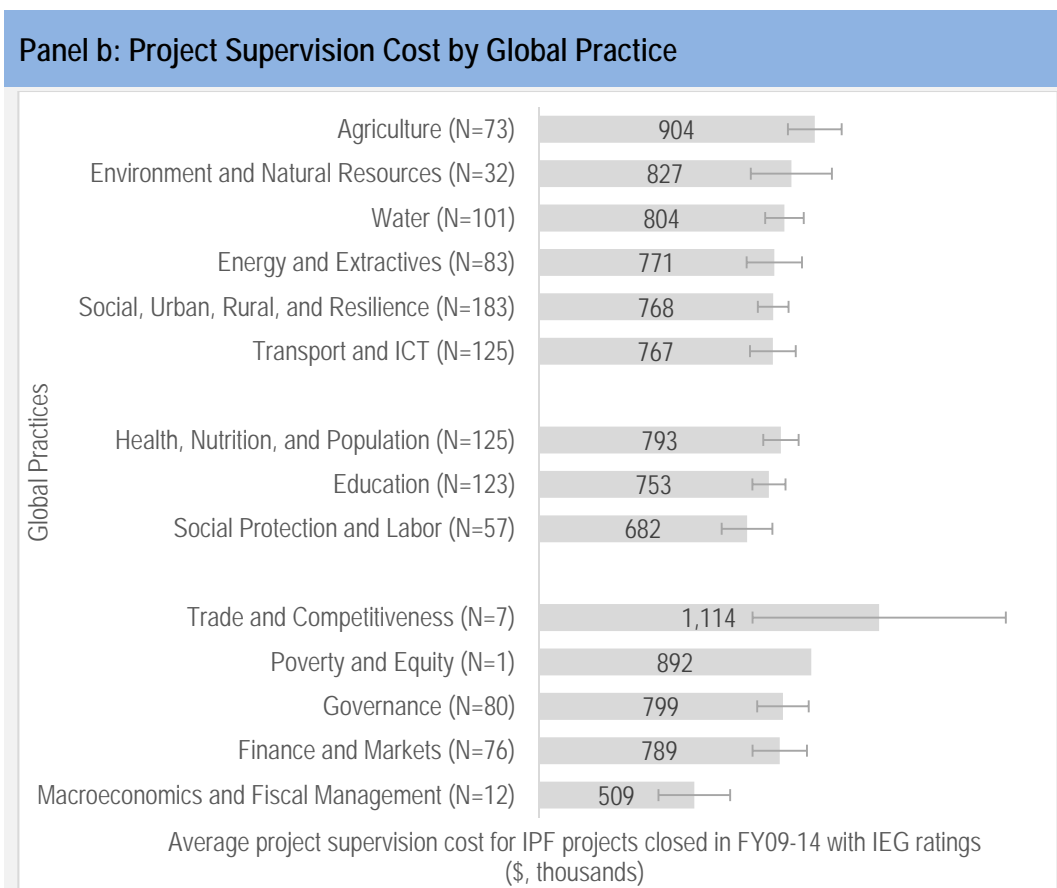 Panel b: Project Supervision Cost by Global Practice
Global Practices
Agriculture (N=73) 904
Environment and Natural Resources (N=32) 827
Water (N=101) 804
Energy and Extractives (N=83) 771
Social, Urban, Rural, and Resilience (N=183) 768
Transport and ICT (N=125) 767
Health, Nutrition, and Population (N=125) 793
Education (N=123) 753
Social Protection and Labor (N=57) 682
Trade and Competitiveness (N=7) 1,114
Poverty and Equity (N=1) 892
Governance (N=80) 799
Finance and Markets (N=76) 789
Macroeconomics and Fiscal Management (N=12) 509
Average project supervision cost for IPF projects closed in FY09-14 with IEG ratings
($, thousands)